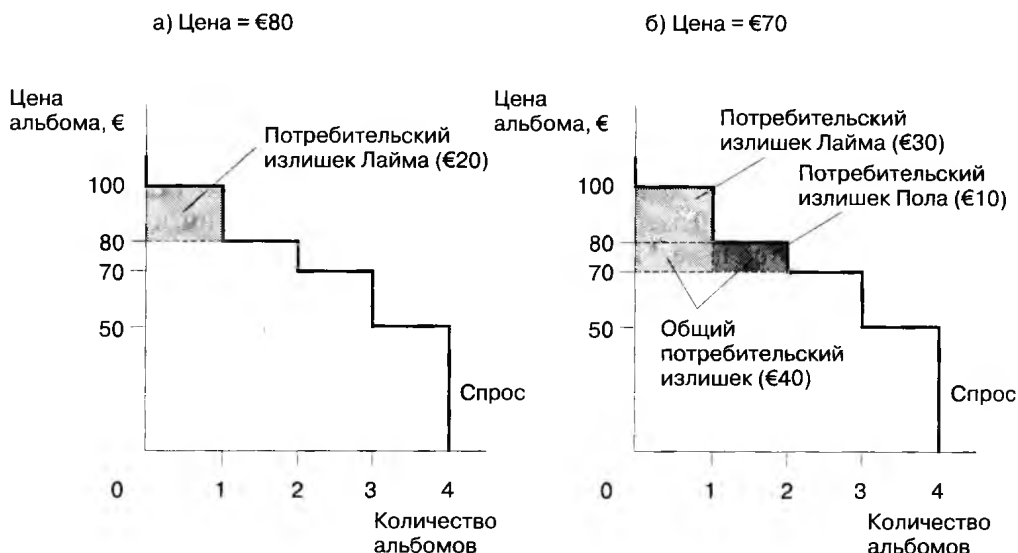 а) Цена = €80
Цена
альбома, €
Потребительский
излишек Лайма (€20)
100
80
70
50
Спрос
0
1
2
3
4
Количество
альбомов
б) Цена = €70
Цена
альбома, €
Потребительский
излишек Лайма (€30)
Потребительский
излишек Пола (€10)
100
80
70
50
Общий
потребительский
излишек (€40)
Спрос
0
1
2
3
4
Количество
альбомов